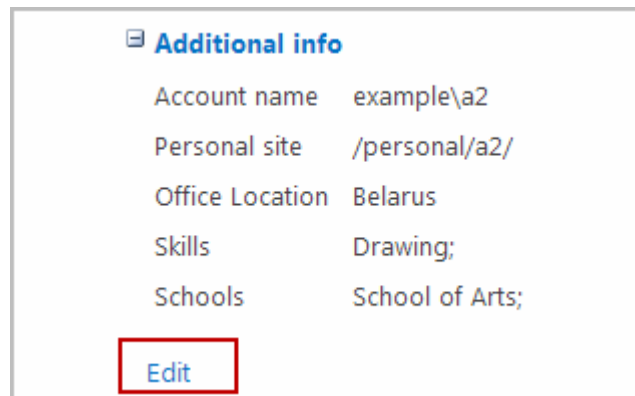 Additional info
Account name example\a2
Personal site /personal/a2/
Office Location Belarus
Skills Drawing;
Schools School of Arts;
Edit